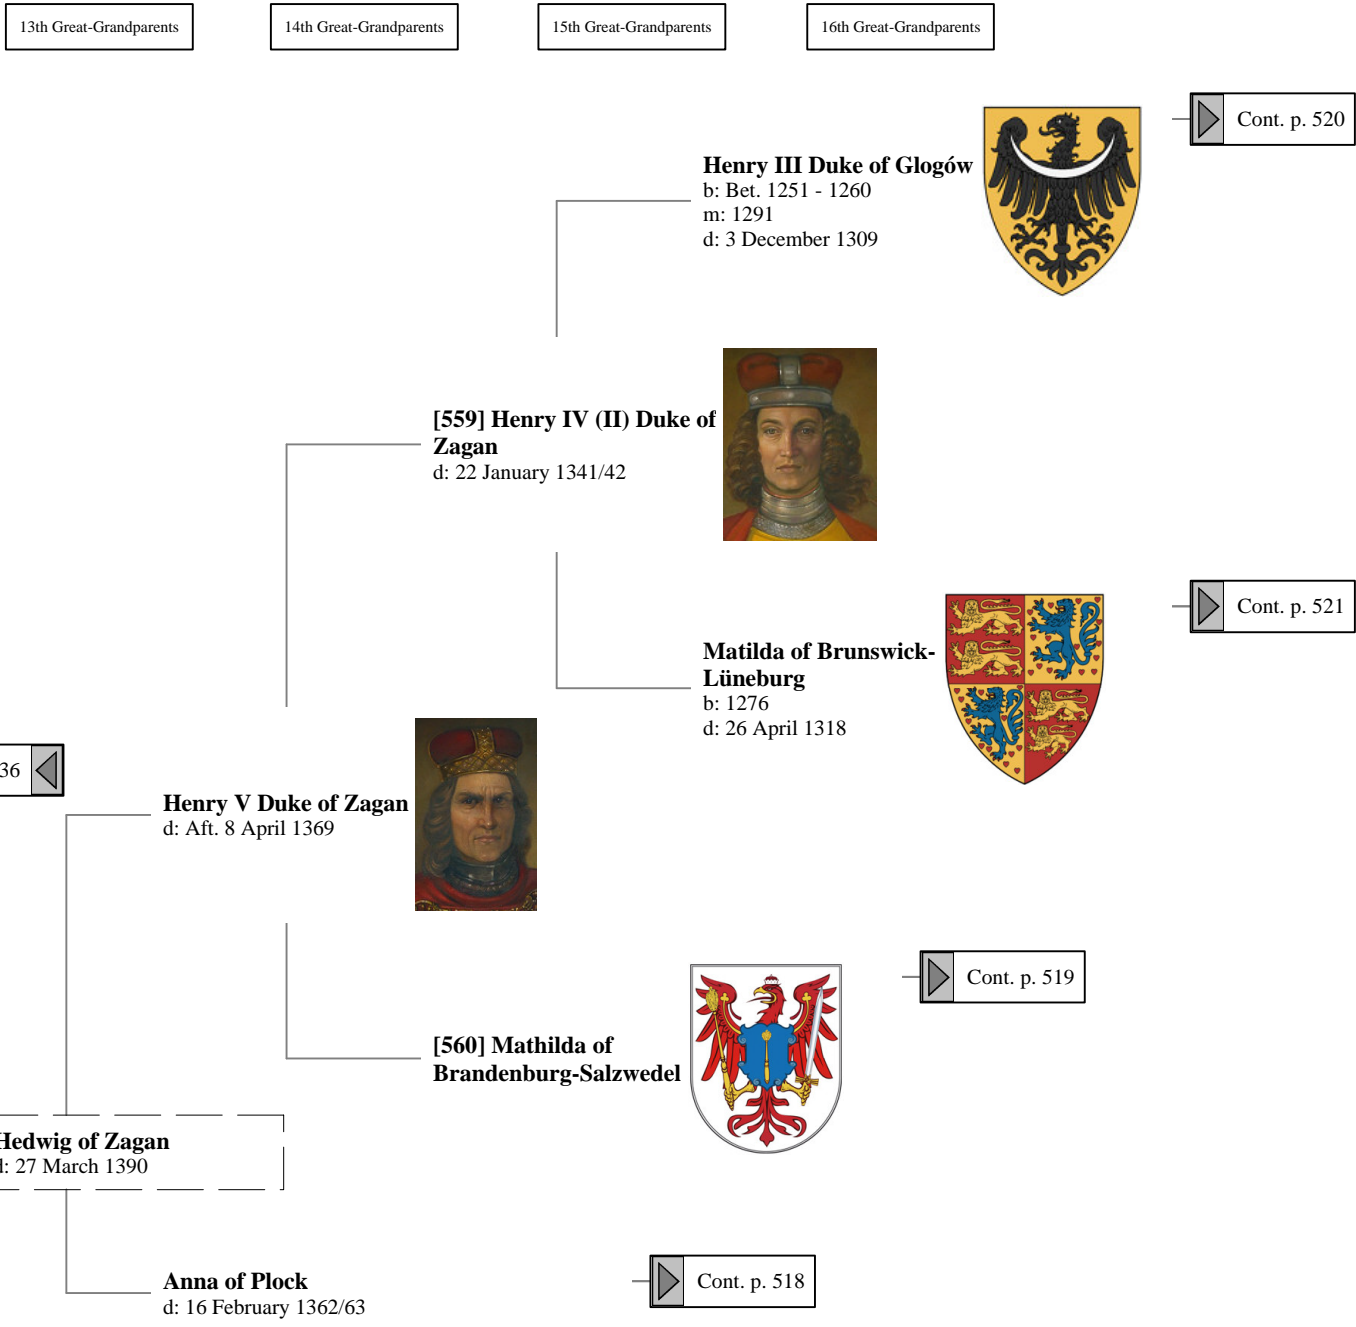 13th Great-Grandparents
14th Great-Grandparents
15th Great-Grandparents
16th Great-Grandparents
Cont. p. 520
Henry III Duke of Glogów
b: Bet. 1251 - 1260
m: 1291
d: 3 December 1309
[559] Henry IV (II) Duke of
Zagan
d: 22 January 1341/42
Cont. p. 521
Matilda of Brunswick-
Lüneburg
b: 1276
d: 26 April 1318
36
Henry V Duke of Zagan
d: Aft. 8 April 1369
Cont. p. 519
[560] Mathilda of
Brandenburg-Salzwedel
Hedwig of Zagan
d: 27 March 1390
Cont. p. 518
Anna of Plock
d: 16 February 1362/63